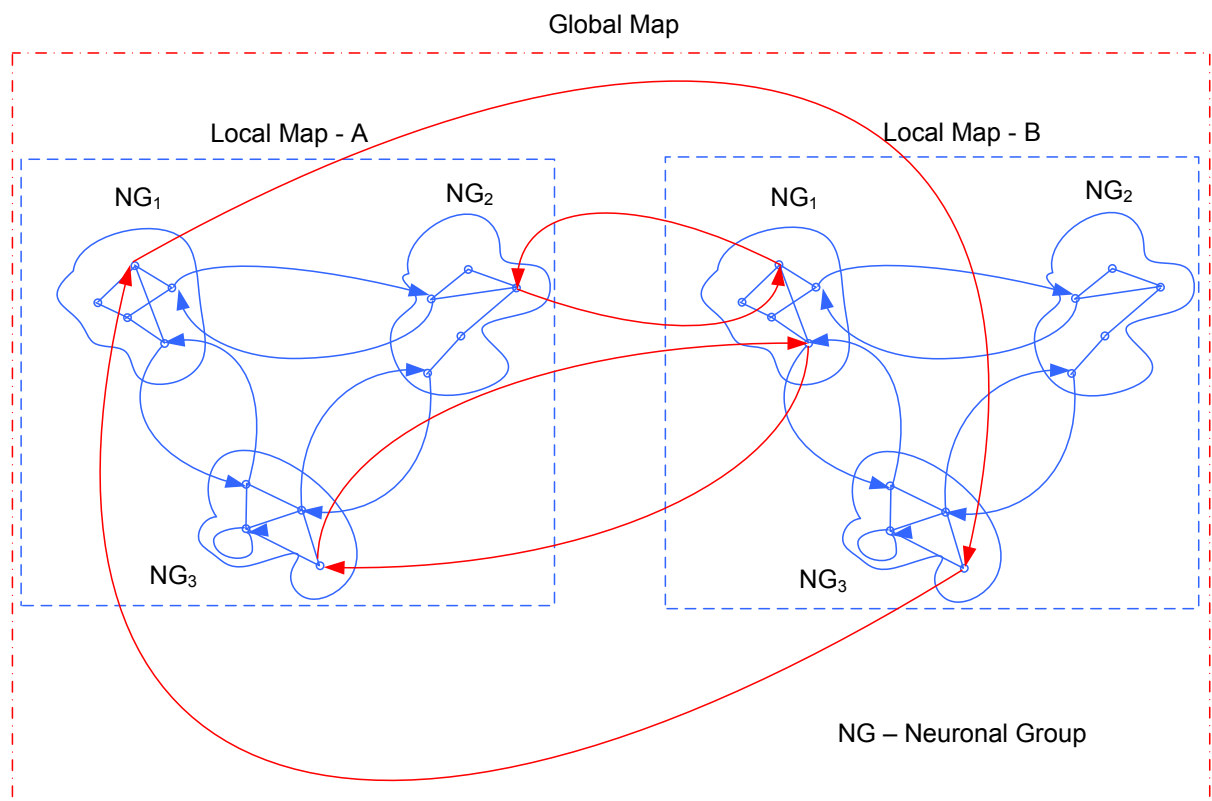 Global Map
Local Map - A
Local Map - B
NG₁
NG₂
NG₁
NG₂
NG₃
NG₃
NG – Neuronal Group